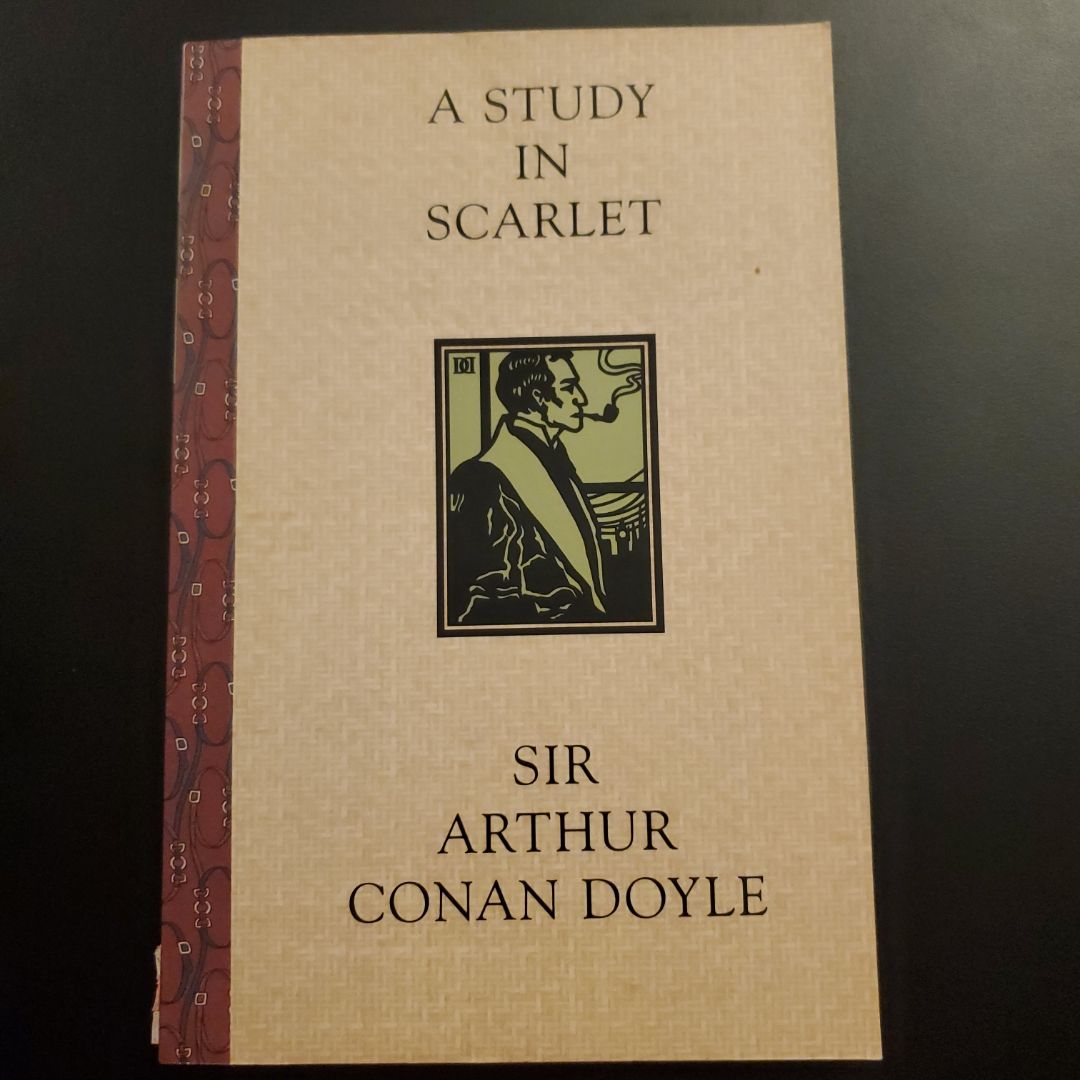 A STUDY
IN
SCARLET
SIR
ARTHUR
CONAN DOYLE